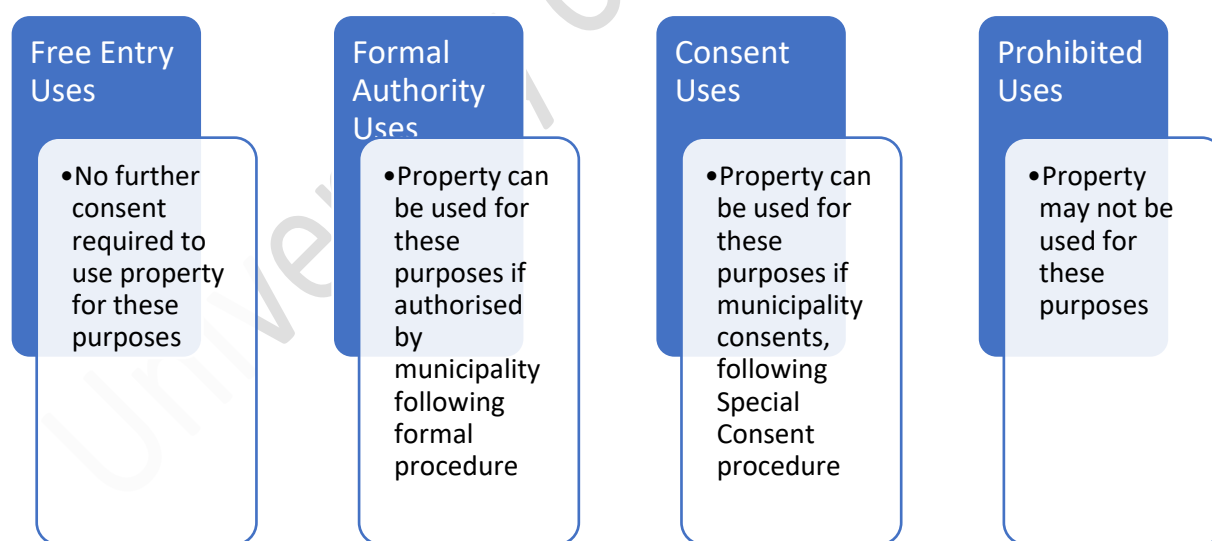 Free Entry
Uses
•No further
consent
required to
use property
for these
purposes
Formal
Authority
Uses
•Property can
be used for
these
purposes if
authorised
by
municipality
following
formal
procedure
Consent
Uses
•Property can
be used for
these
purposes if
municipality
consents,
following
Special
Consent
procedure
Prohibited
Uses
•Property
may not be
used for
these
purposes